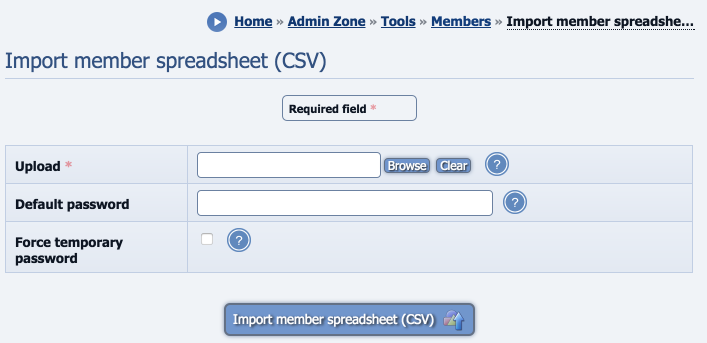 Home » Admin Zone » Tools » Members » Import member spreadshe...
Import member spreadsheet (CSV)
Required field *
Upload * Browse Clear ?
Default password ?
Force temporary ?
password
Import member spreadsheet (CSV)